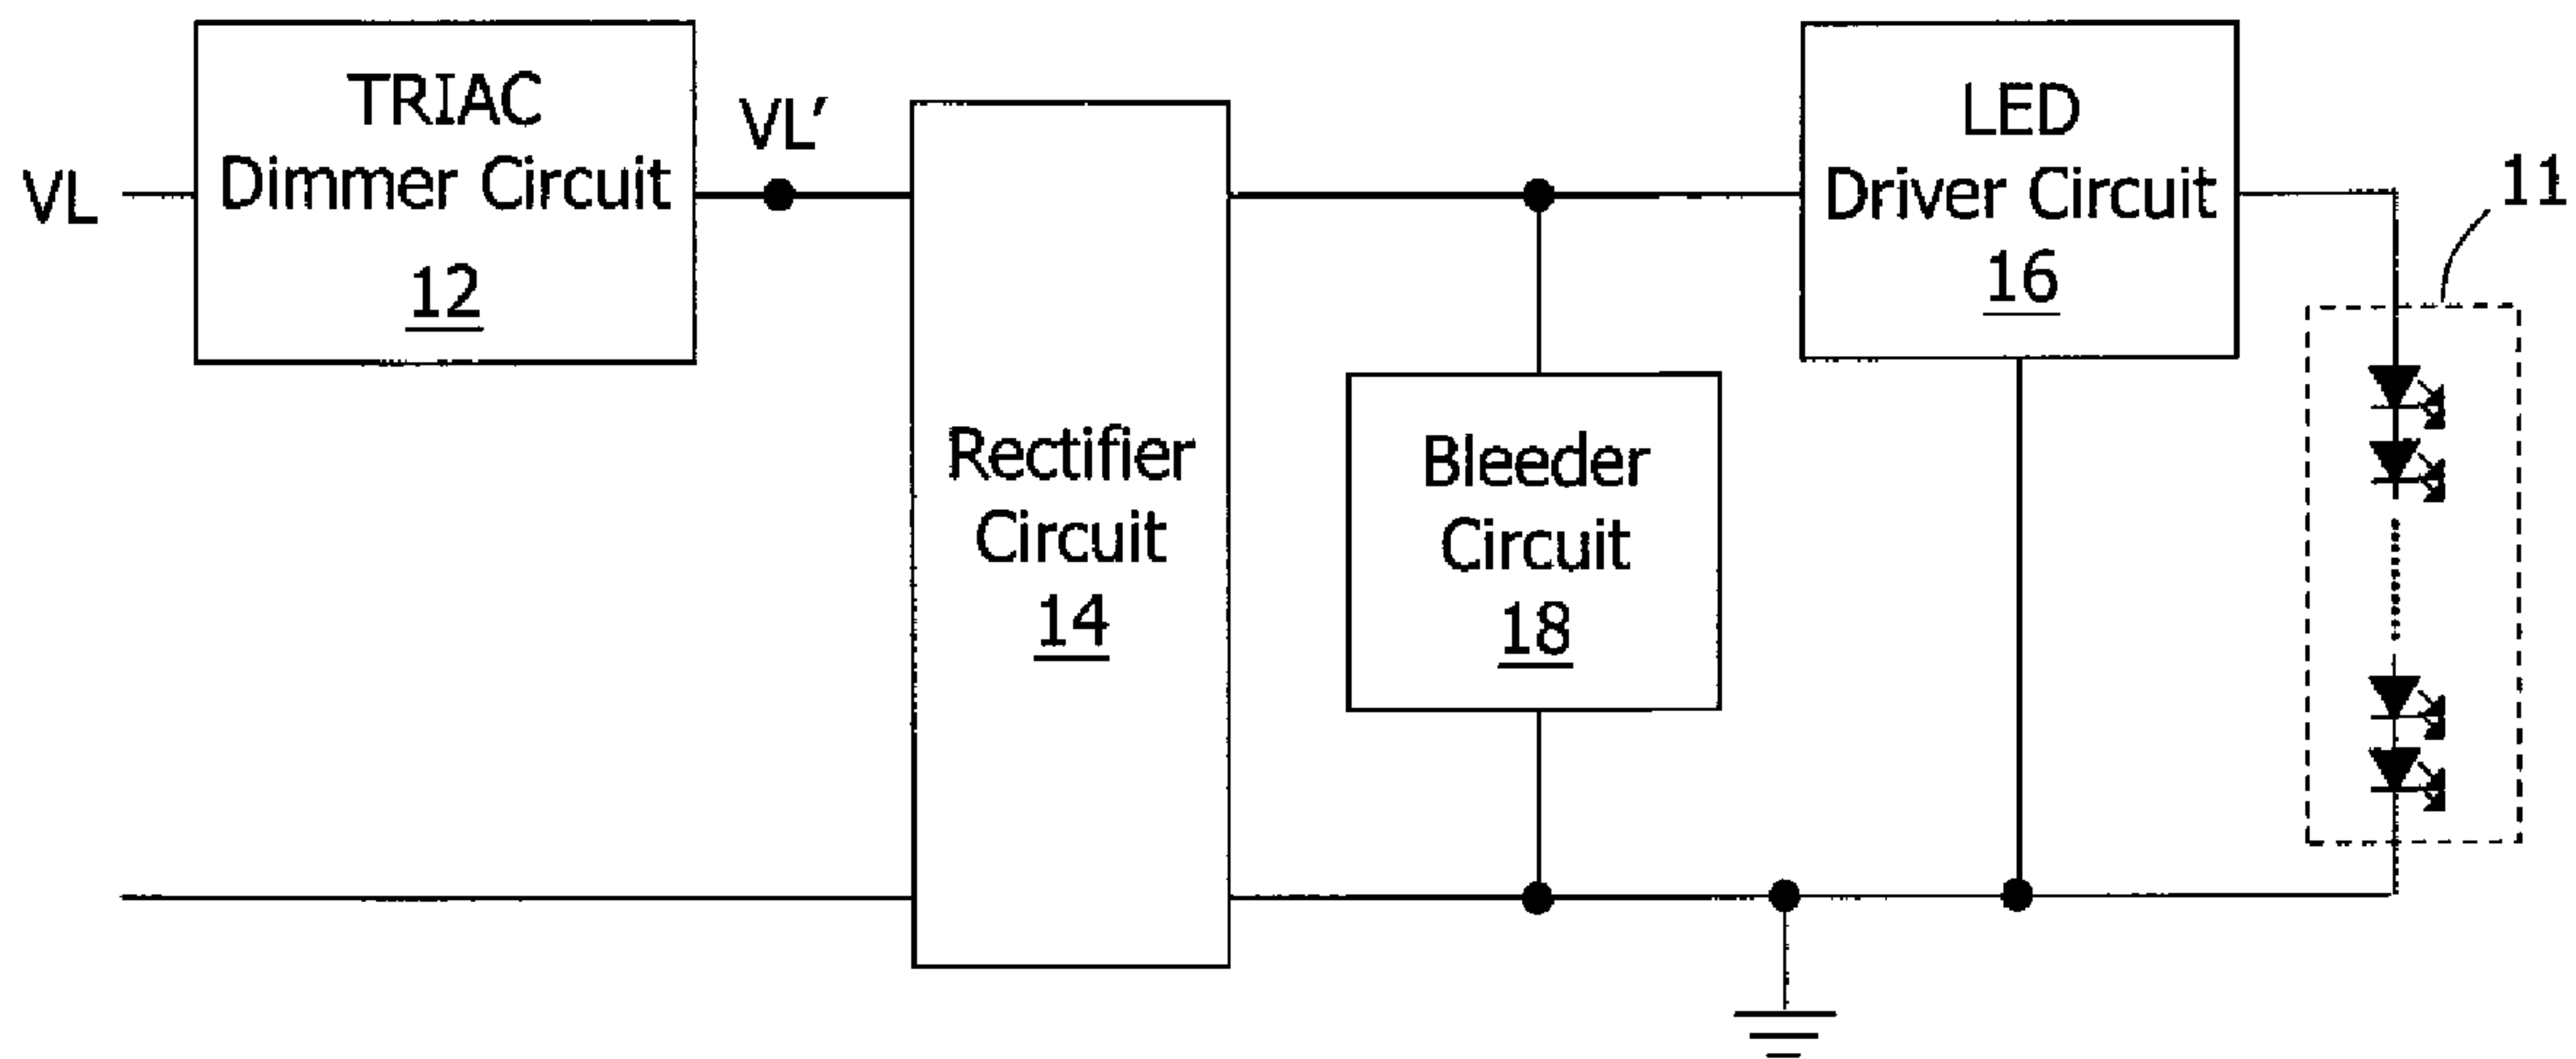 VL
TRIAC
Dimmer Circuit
12
VL'
Rectifier
Circuit
14
Bleeder
Circuit
18
LED
Driver Circuit
16
11